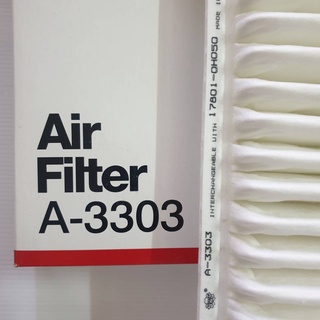 Air
Filter
A-3303
A-3303 INTERCHANGEABLE WITH 17801-0H050 MADE IN